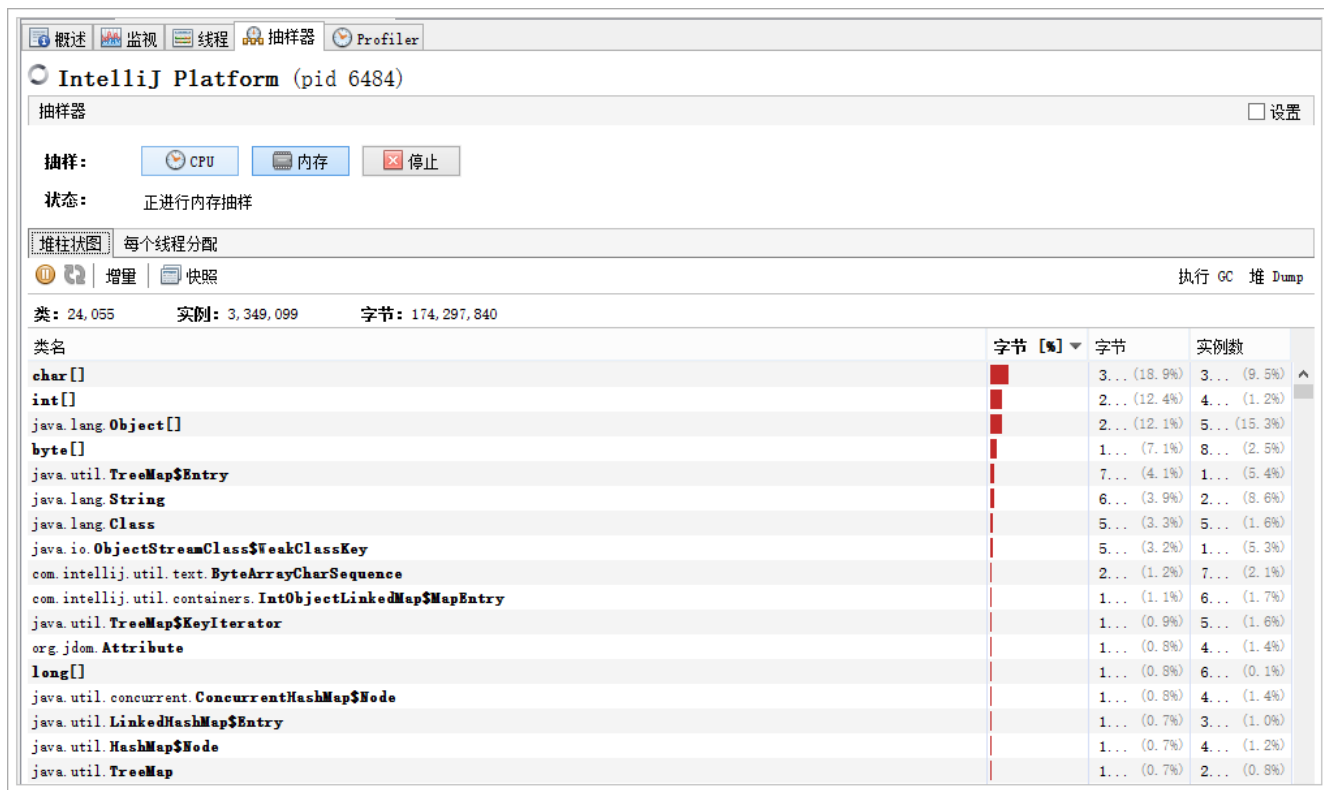 概述 监视 线程 抽样器 Profiler
IntelliJ Platform (pid 6484)
抽样器 设置
抽样: CPU 内存 停止
状态: 正进行内存抽样
堆柱状图 每个线程分配
增量 快照 执行 GC 堆 Dump
类: 24,055 实例: 3,349,099 字节: 174,297,840
类名 字节 [%] 字节 实例数
char[] 3... (18.9%) 3... (9.5%)
int[] 2... (12.4%) 4... (1.2%)
java.lang.Object[] 2... (12.1%) 5... (15.3%)
byte[] 1... (7.1%) 8... (2.5%)
java.util.TreeMap$Entry 7... (4.1%) 1... (5.4%)
java.lang.String 6... (3.9%) 2... (8.6%)
java.lang.Class 5... (3.3%) 5... (1.6%)
java.io.ObjectStreamClass$WeakClassKey 5... (3.2%) 1... (5.3%)
com.intellij.util.text.ByteArrayCharSequence 2... (1.2%) 7... (2.1%)
com.intellij.util.containers.IntObjectLinkedMap$MapEntry 1... (1.1%) 6... (1.7%)
java.util.TreeMap$KeyIterator 1... (0.9%) 5... (1.6%)
org.jdom.Attribute 1... (0.8%) 4... (1.4%)
long[] 1... (0.8%) 6... (0.1%)
java.util.concurrent.ConcurrentHashMap$Node 1... (0.8%) 4... (1.4%)
java.util.LinkedHashMap$Entry 1... (0.7%) 3... (1.0%)
java.util.HashMap$Node 1... (0.7%) 4... (1.2%)
java.util.TreeMap 1... (0.7%) 2... (0.8%)